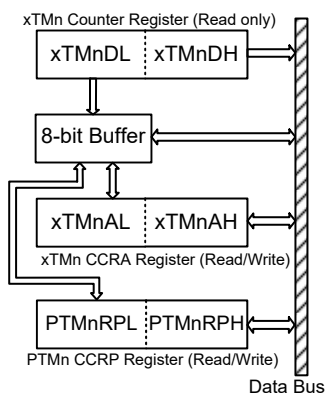 xTMn Counter Register (Read only)
xTMnDL xTMnDH
8-bit Buffer
xTMnAL xTMnAH
xTMn CCRA Register (Read/Write)
PTMnRPL PTMnRPH
PTMn CCRP Register (Read/Write)
Data Bus